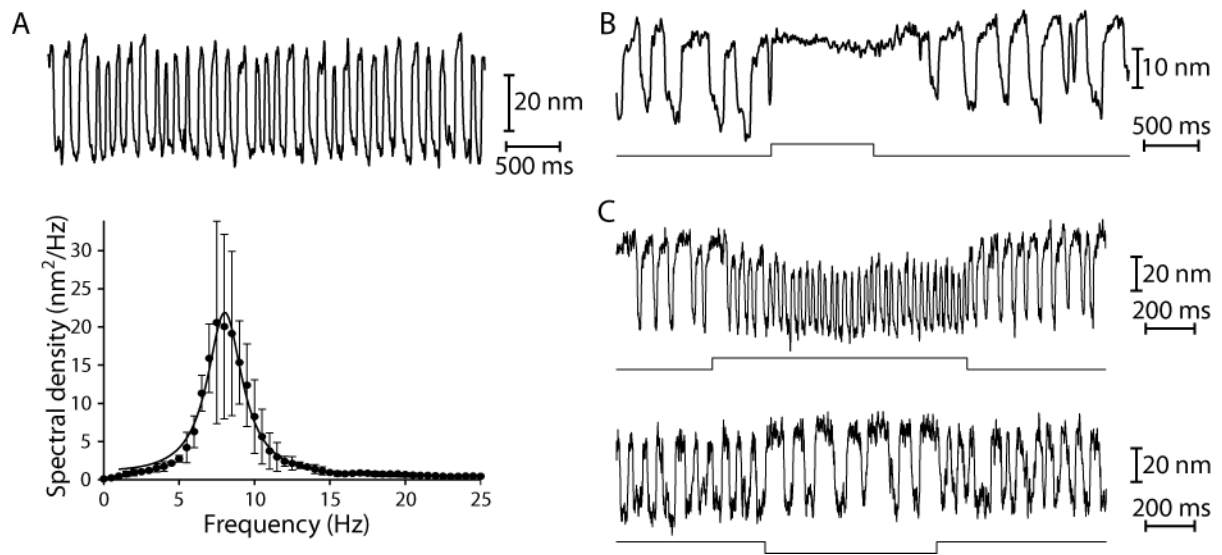 A
20 nm
500 ms
B
10 nm
500 ms
C
20 nm
200 ms
20 nm
200 ms
Spectral density (nm²/Hz)
30
25
20
15
10
5
0
0 5 10 15 20 25
Frequency (Hz)